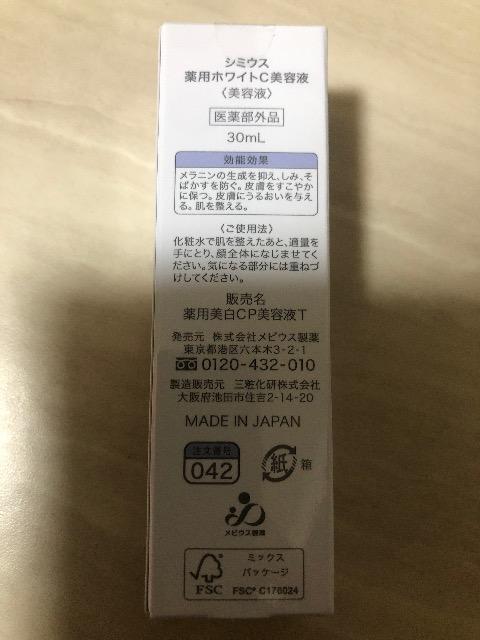 シミウス
薬用ホワイトC美容液
〈美容液〉
医薬部外品
30mL
効能効果
メラニンの生成を抑え、しみ、そ
ばかすを防ぐ。皮膚をすこやか
に保つ。皮膚にうるおいを与え
る。肌を整える。
〈ご使用法〉
化粧水で肌を整えたあと、適量を
手にとり、顔全体になじませてく
ださい。気になる部分には重ねづ
けしてください。
販売名
薬用美白CP美容液T
発売元 株式会社メビウス製薬
東京都港区六本木3-2-1
0120-432-010
製造販売元 三粧化研株式会社
大阪府池田市住吉2-14-20
MADE IN JAPAN
注文番号
042
紙 箱
メビウス製薬
ミックス
パッケージ
FSC FSC® C178024